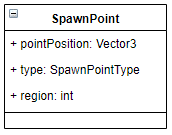 SpawnPoint
+ pointPosition: Vector3
+ type: SpawnPointType
+ region: int